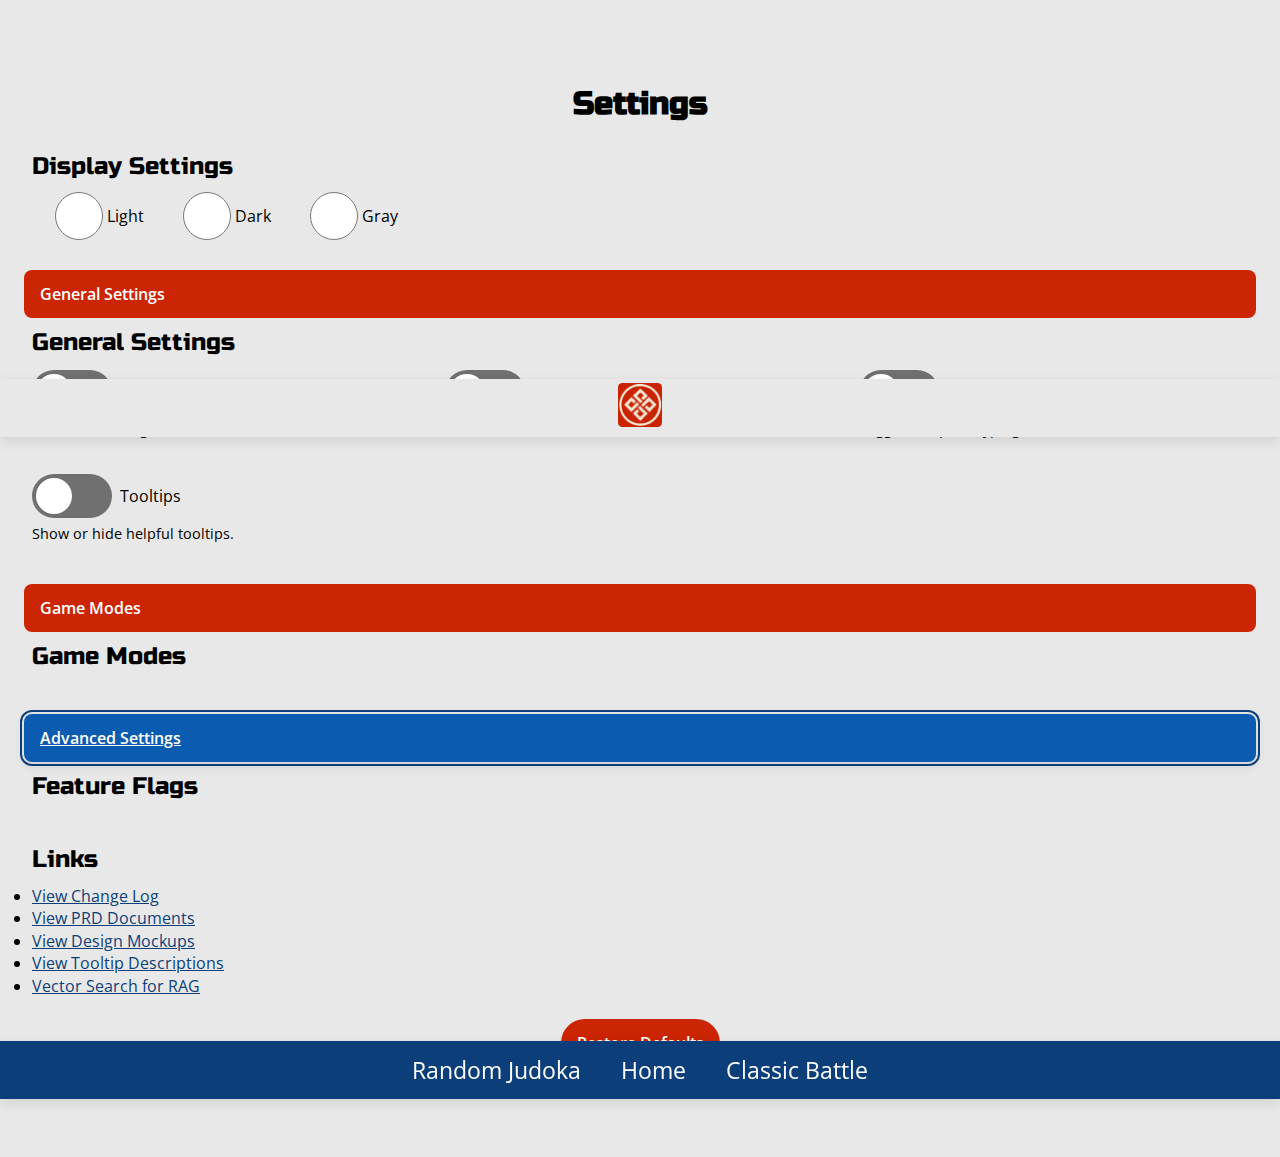 Settings
Display Settings
Light Dark Gray
General Settings
General Settings
Tooltips
Show or hide helpful tooltips.
Game Modes
Game Modes
Advanced Settings
Feature Flags
Links
View Change Log
View PRD Documents
View Design Mockups
View Tooltip Descriptions
Vector Search for RAG
Restore Defaults
Random Judoka Home Classic Battle